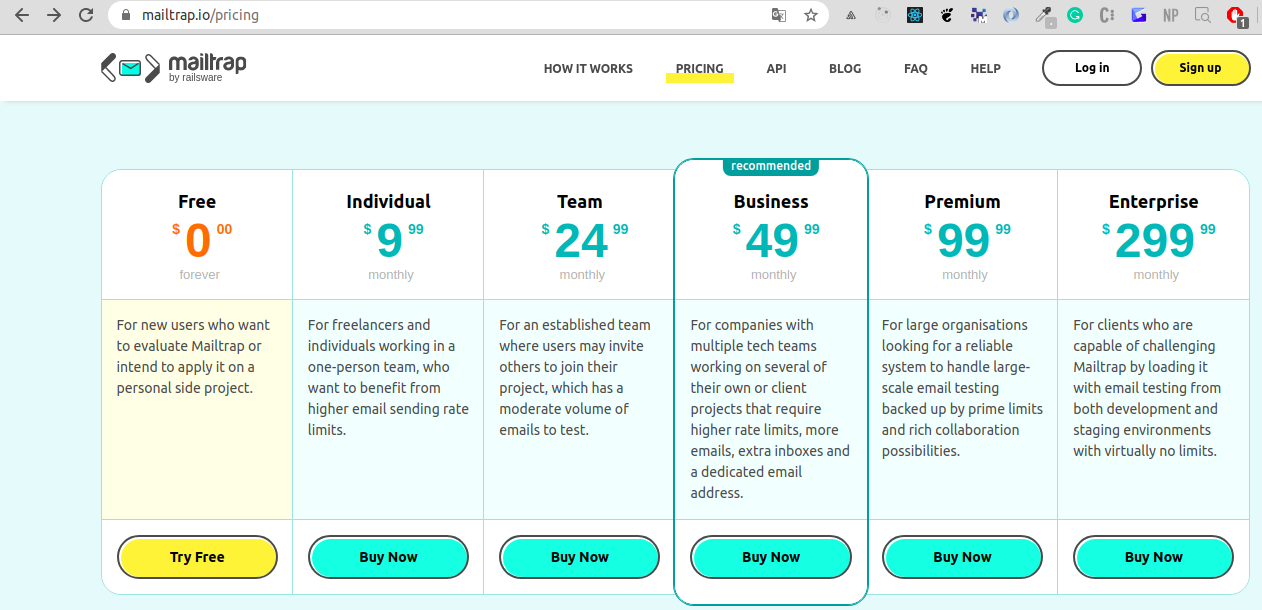 mailtrap.io/pricing
C
NP
1
mailtrap
by railsware
HOW IT WORKS
PRICING
API
BLOG
FAQ
HELP
Log in
Sign up
recommended
Free
$ 0 00
forever
Individual
$ 9 99
monthly
Team
$ 24 99
monthly
Business
$ 49 99
monthly
Premium
$ 99 99
monthly
Enterprise
$ 299 99
monthly
For new users who want
to evaluate Mailtrap or
intend to apply it on a
personal side project.
For freelancers and
individuals working in a
one-person team, who
want to benefit from
higher email sending rate
limits.
For an established team
where users may invite
others to join their
project, which has a
moderate volume of
emails to test.
For companies with
multiple tech teams
working on several of
their own or client
projects that require
higher rate limits, more
emails, extra inboxes and
a dedicated email
address.
For large organisations
looking for a reliable
system to handle large-
scale email testing
backed up by prime limits
and rich collaboration
possibilities.
For clients who are
capable of challenging
Mailtrap by loading it
with email testing from
both development and
staging environments
with virtually no limits.
Try Free
Buy Now
Buy Now
Buy Now
Buy Now
Buy Now